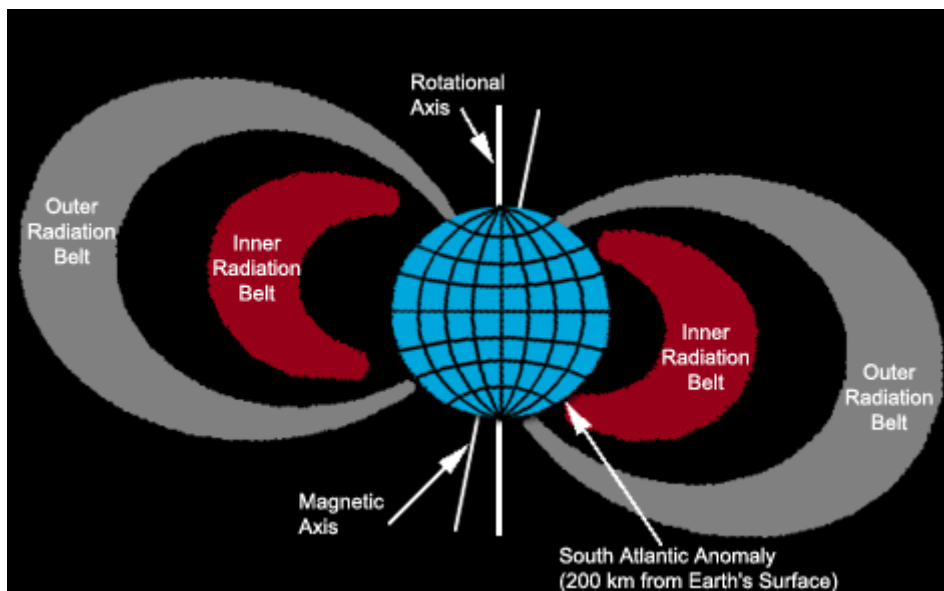 Rotational
Axis
Outer
Radiation
Belt
Inner
Radiation
Belt
Inner
Radiation
Belt
Outer
Radiation
Belt
Magnetic
Axis
South Atlantic Anomaly
(200 km from Earth's Surface)